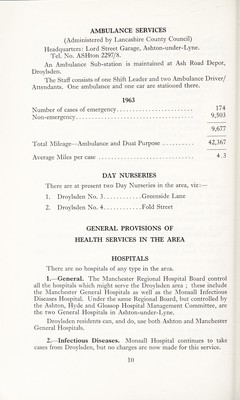 AMBULANCE SERVICES
(Administered by Lancashire County Council)
Headquarters: Lord Street Garage, Ashton-under-Lyne.
Tel. No. ASHton 2297/8.
An Ambulance Sub-station is maintained at Ash Road Depot,
Droylsden.
The Staff consists of one Shift Leader and two Ambulance Driver/
Attendants. One ambulance and one car are stationed there.
1963
Number of cases of emergency........................ 174
Non-emergency........................ 9,503
9,677
Total Mileage—Ambulance and Dual Purpose .......... 42,367
Average Miles per case ........................ 4.3
DAY NURSERIES
There are at present two Day Nurseries in the area, viz:—
1. Droylsden No. 3............Greenside Lane
2. Droylsden No. 4............Fold Street
GENERAL PROVISIONS OF
HEALTH SERVICES IN THE AREA
HOSPITALS
There are no hospitals of any type in the area.
1.—General. The Manchester Regional Hospital Board control
all the hospitals which might serve the Droylsden area ; these include
the Manchester General Hospitals as well as the Monsall Infectious
Diseases Hospital. Under the same Regional Board, but controlled by
the Ashton, Hyde and Glossop Hospital Management Committee, are
the two General Hospitals in Ashton-under-Lyne.
Droylsden residents can, and do, use both Ashton and Manchester
General Hospitals.
2.—Infectious Diseases. Monsall Hospital continues to take
cases from Droylsden, but no charges are now made for this service.
10